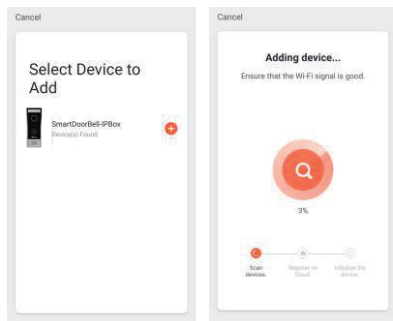 Cancel
Select Device to
Add
SmartDoorBell-IPBox
Device(s) Found:
Cancel
Adding device...
Ensure that the Wi-Fi signal is good.
3%
Scan
devices.
Register on
Cloud.
Initialize the
device.